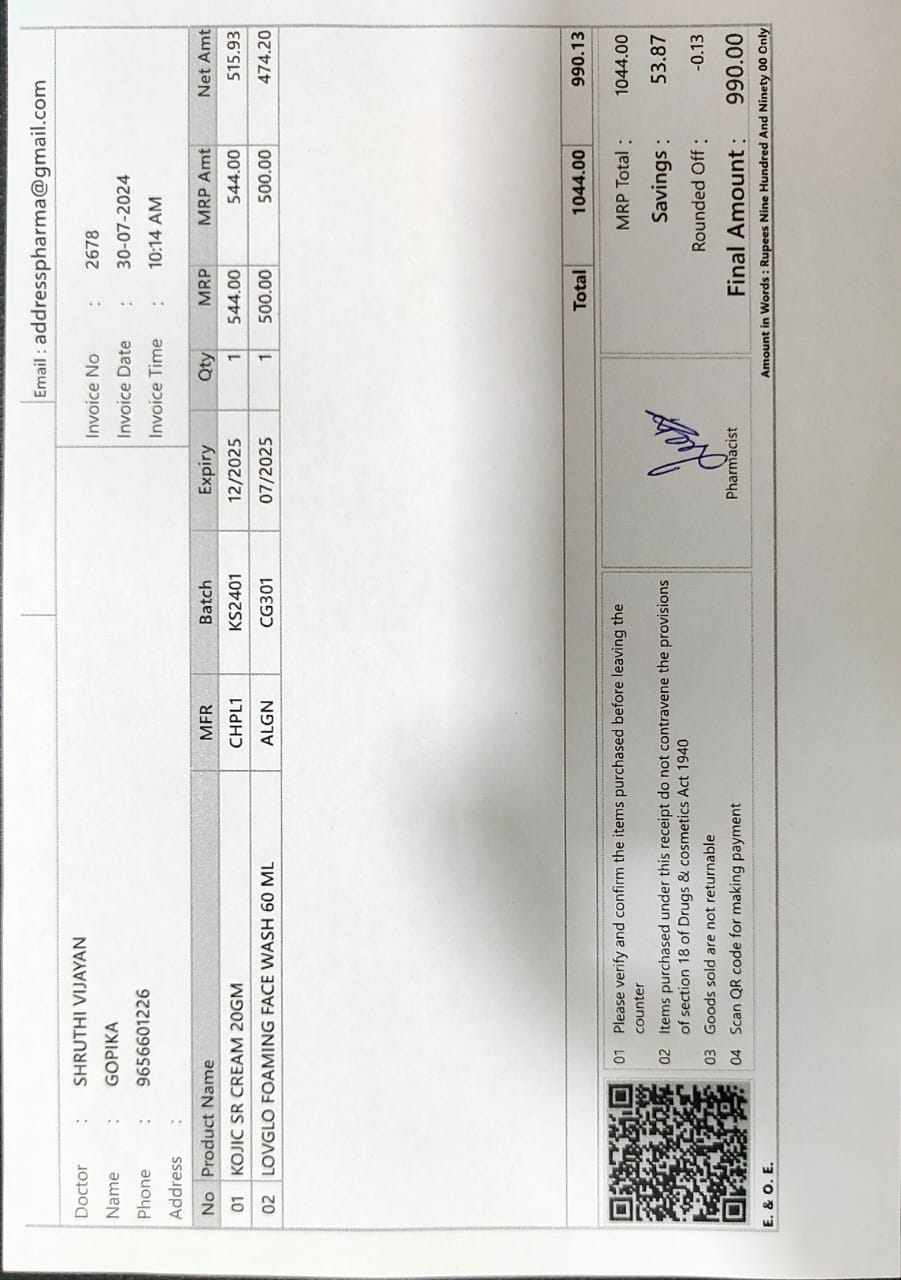 Email : addresspharma@gmail.com
Doctor : SHRUTHI VIJAYAN
Name : GOPIKA
Phone : 9656601226
Address :
Invoice No : 2678
Invoice Date : 30-07-2024
Invoice Time : 10:14 AM
No Product Name MFR Batch Expiry Qty MRP MRP Amt Net Amt
01 KOJIC SR CREAM 20GM CHPL1 KS2401 12/2025 1 544.00 544.00 515.93
02 LOVGLO FOAMING FACE WASH 60 ML ALGN CG301 07/2025 1 500.00 500.00 474.20
Total 1044.00 990.13
01 Please verify and confirm the items purchased before leaving the
counter
02 Items purchased under this receipt do not contravene the provisions
of section 18 of Drugs & cosmetics Act 1940
03 Goods sold are not returnable
04 Scan QR code for making payment
Pharmacist
MRP Total : 1044.00
Savings : 53.87
Rounded Off : -0.13
Final Amount : 990.00
E. & O. E.
Amount in Words : Rupees Nine Hundred And Ninety 00 Only